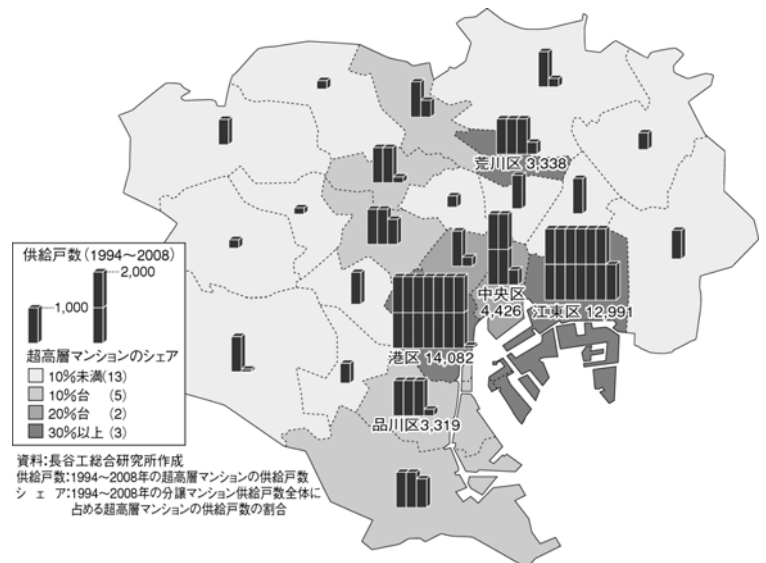 荒川区 3,338
中央区
4,426
江東区 12,991
港区 14,082
品川区3,319
供給戸数(1994～2008)
2,000
1,000
超高層マンションのシェア
10％未満(13)
10％台 (5)
20％台 (2)
30％以上 (3)
資料:長谷工総合研究所作成
供給戸数:1994～2008年の超高層マンションの供給戸数
シェア:1994～2008年の分譲マンション供給戸数全体に
占める超高層マンションの供給戸数の割合